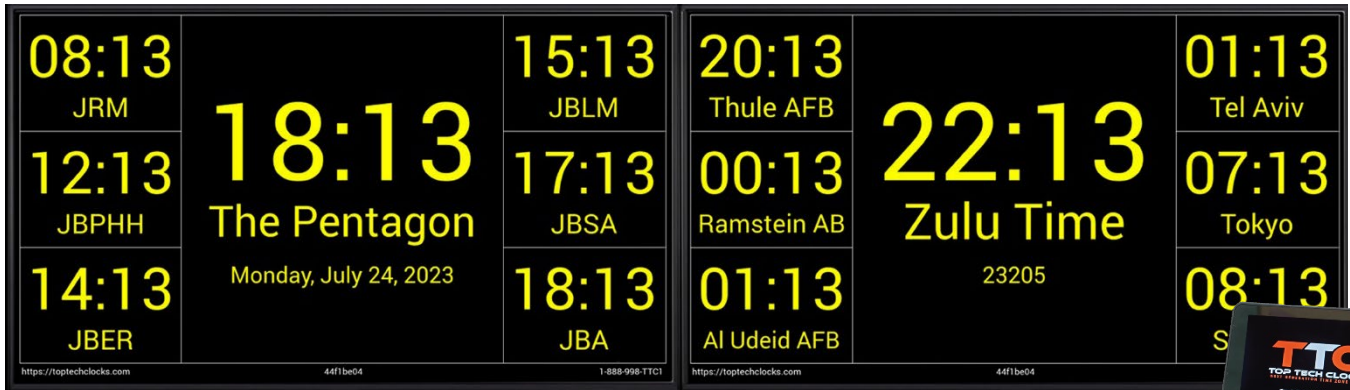 08:13
JRM
12:13
JBPHH
14:13
JBER
18:13
The Pentagon
Monday, July 24, 2023
15:13
JBLM
17:13
JBSA
18:13
JBA
https://toptechclocks.com
44f1be04
1-888-998-TTC1
20:13
Thule AFB
00:13
Ramstein AB
01:13
Al Udeid AFB
22:13
Zulu Time
23205
01:13
Tel Aviv
07:13
Tokyo
08:13
https://toptechclocks.com
44f1be04
TTC
TOP TECH CLO